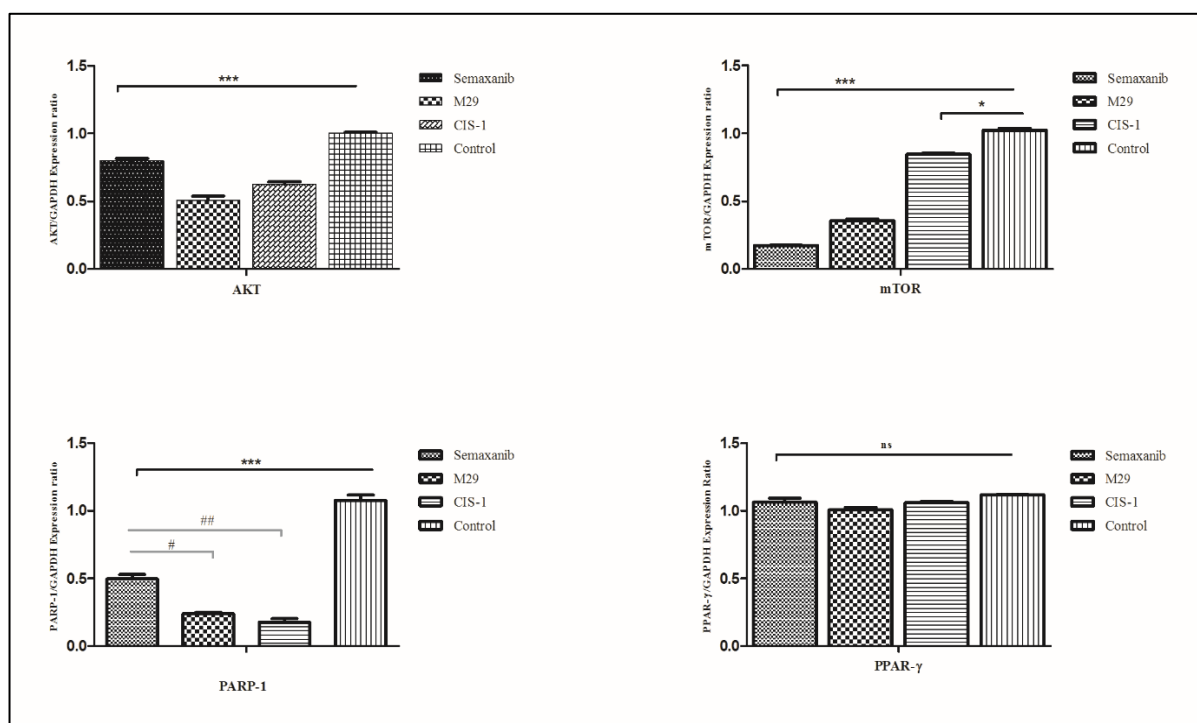 1.5
1.0
0.5
0.0
AKT/GAPDH Expression ratio
***
AKT
Semaxanib
M29
CIS-1
Control
1.5
1.0
0.5
0.0
mTOR/GAPDH Expression ratio
***
*
mTOR
Semaxanib
M29
CIS-1
Control
1.5
1.0
0.5
0.0
PARP-1/GAPDH Expression ratio
***
##
#
PARP-1
Semaxanib
M29
CIS-1
Control
1.5
1.0
0.5
0.0
PPAR-γ/GAPDH Expression Ratio
ns
PPAR-γ
Semaxanib
M29
CIS-1
Control